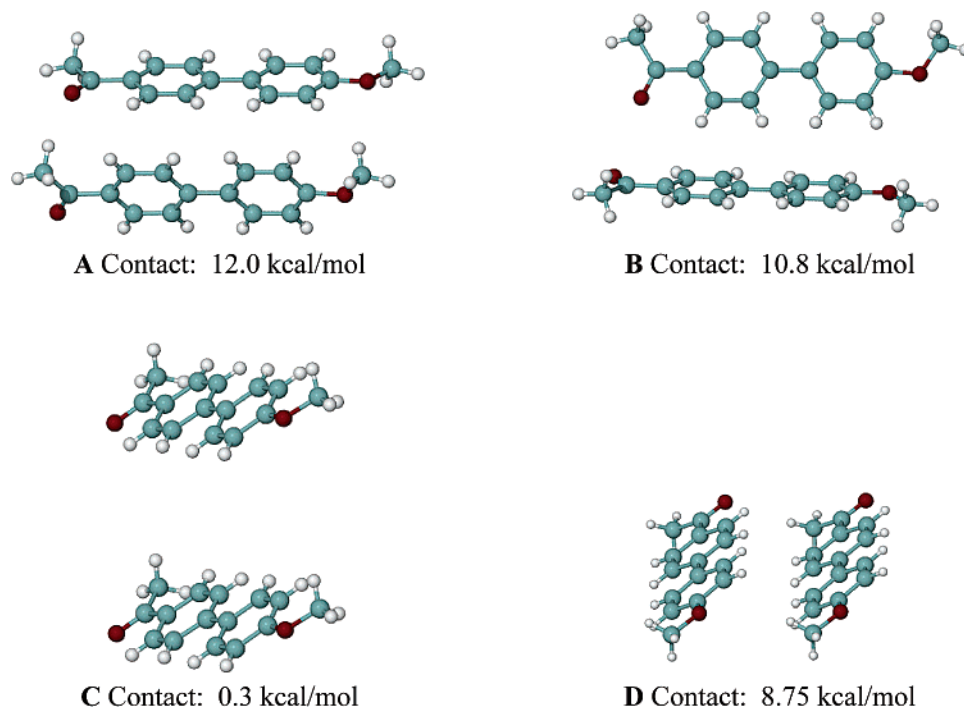 A Contact: 12.0 kcal/mol
B Contact: 10.8 kcal/mol
C Contact: 0.3 kcal/mol
D Contact: 8.75 kcal/mol